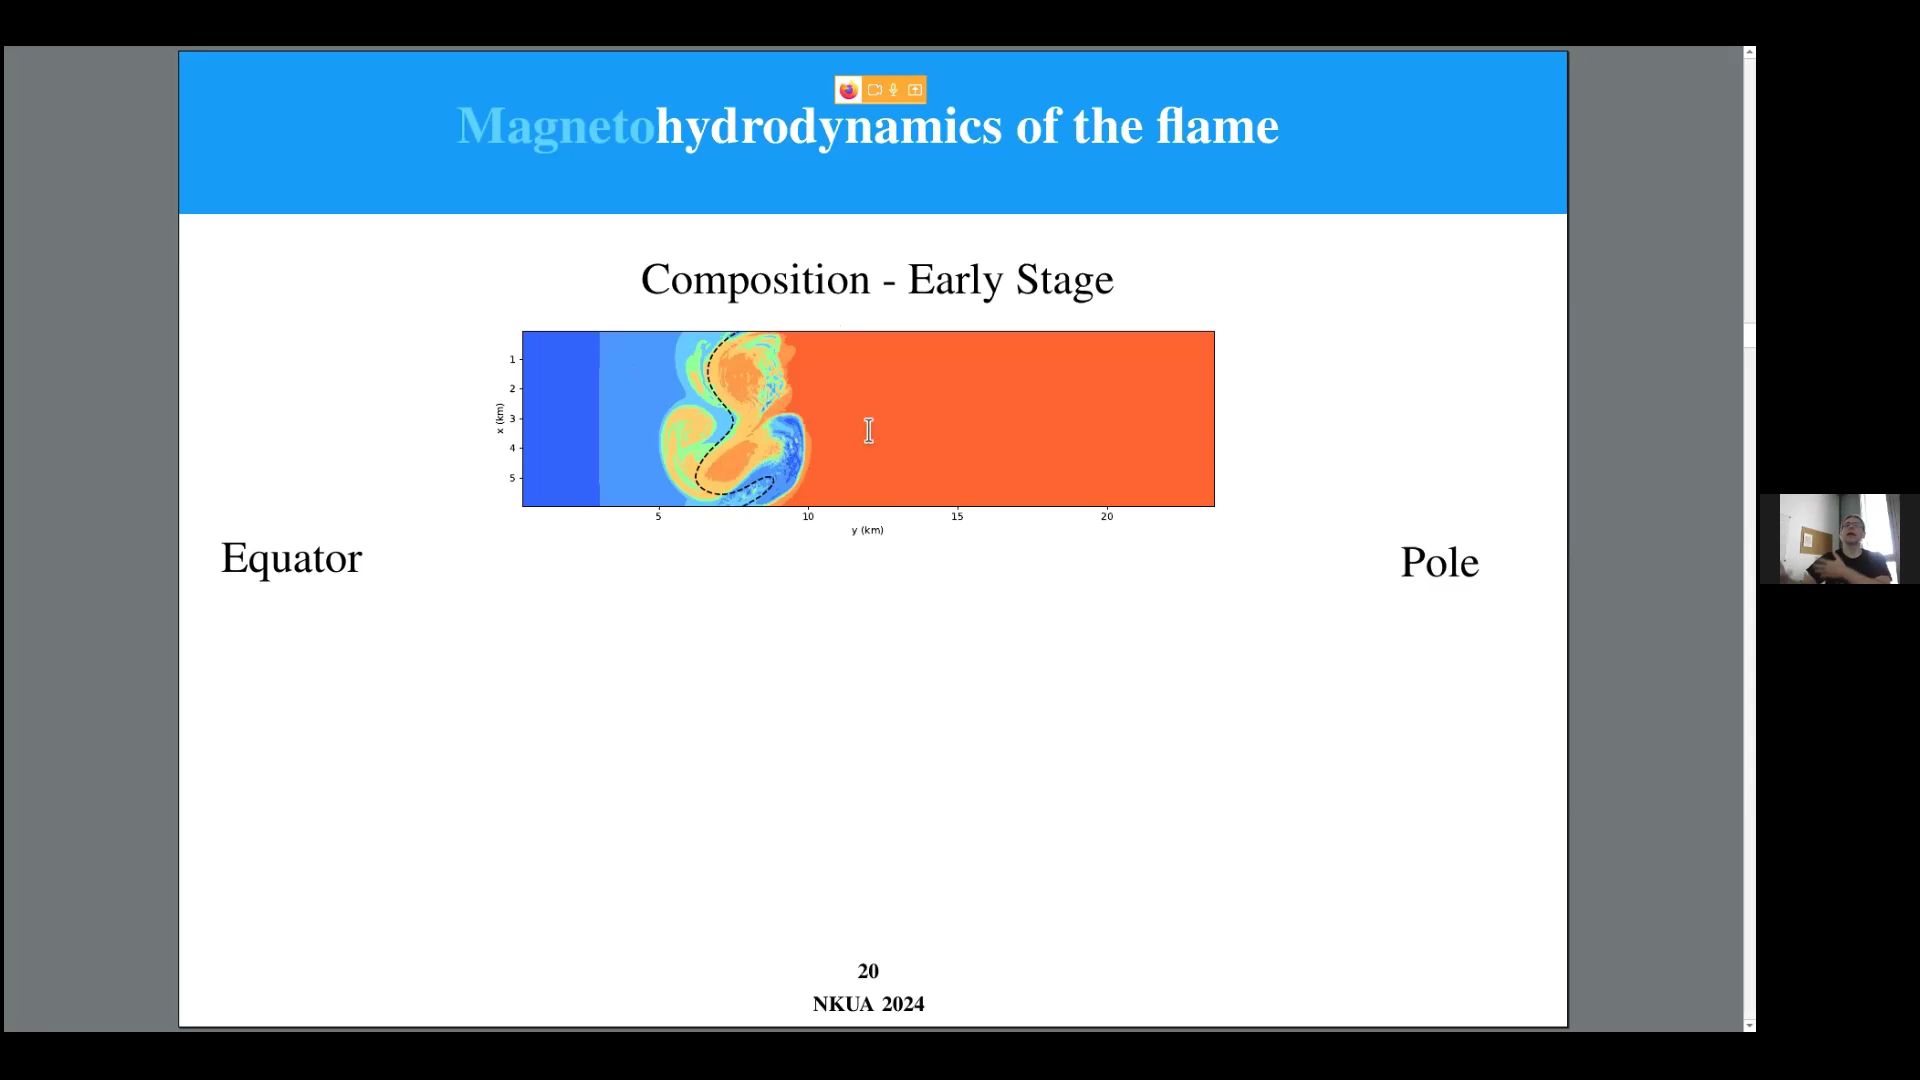 Magnetohydrodynamics of the flame
Composition - Early Stage
1
2
3
4
5
x (km)
5 10 15 20
y (km)
Equator
Pole
20
NKUA 2024